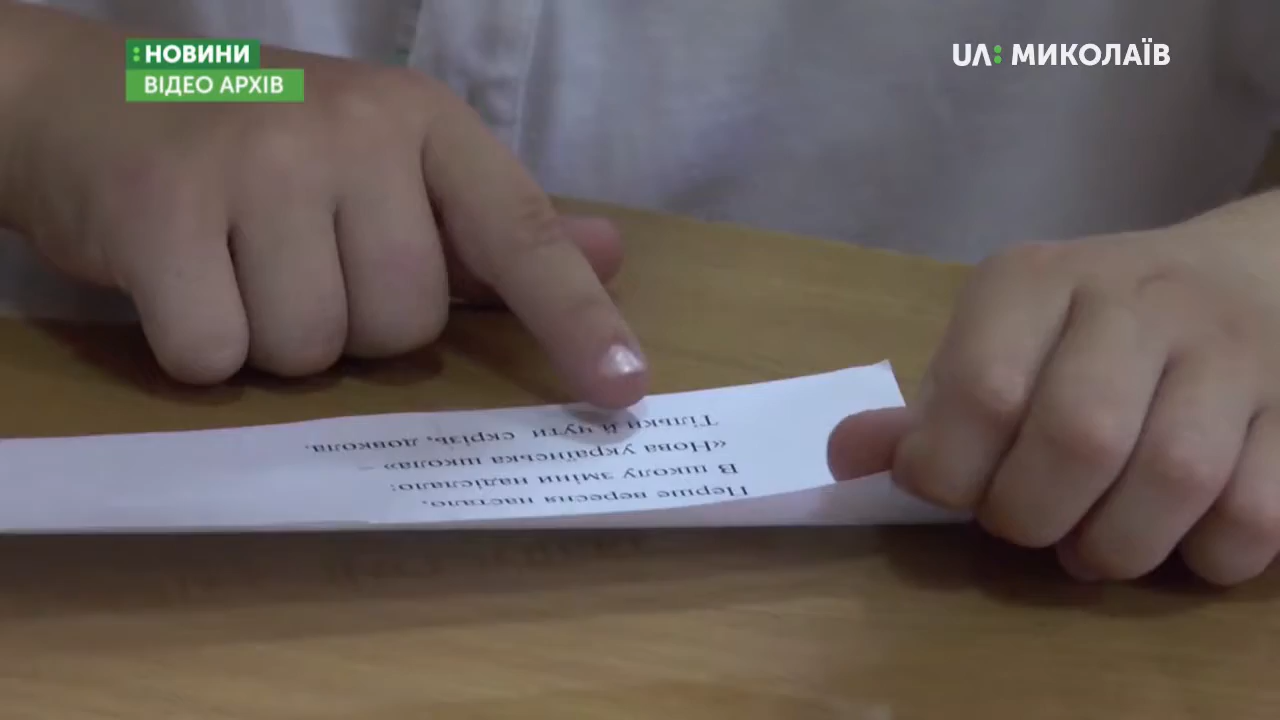 :НОВИНИ
ВІДЕО АРХІВ
UA: МИКОЛАЇВ
Перше вересня настало.
В школу зміни надіслало:
«Нова українська школа» –
Тільки й чути скрізь, довкола.